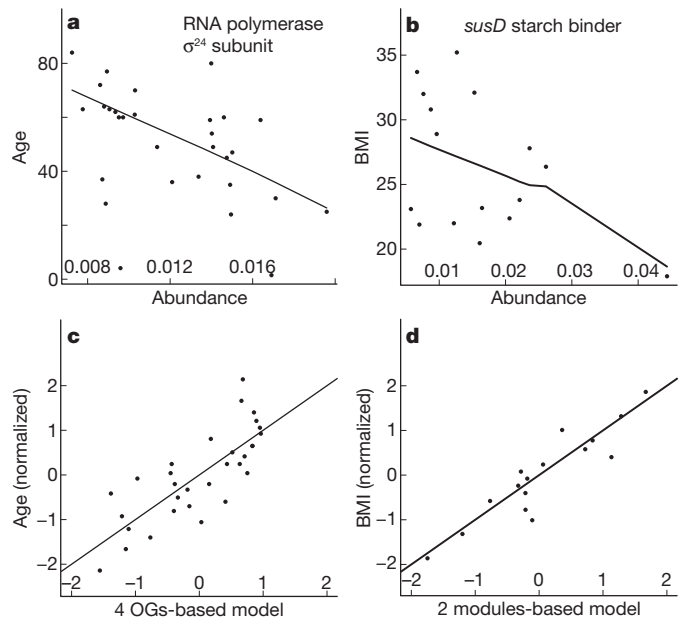 a
RNA polymerase
σ24 subunit
80
40
0
Age
0.008 0.012 0.016
Abundance
b
susD starch binder
35
30
25
20
BMI
0.01 0.02 0.03 0.04
Abundance
c
2
1
0
−1
−2
Age (normalized)
−2 −1 0 1 2
4 OGs-based model
d
2
1
0
−1
−2
BMI (normalized)
−2 −1 0 1 2
2 modules-based model